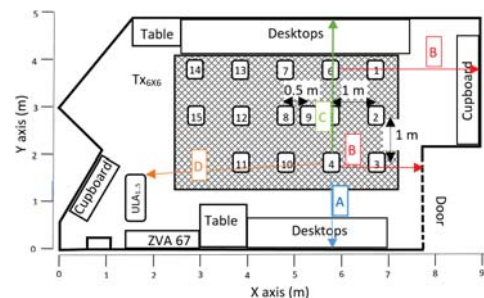 5
4
3
2
1
0
Y axis (m)
Table
Desktops
Tx6X6
B
Cupboard
14
13
7
6
1
0.5 m
1 m
15
12
8
9
C
2
1 m
11
10
4
3
B
D
Cupboard
ULA1..5
A
Table
Desktops
ZVA 67
Door
0
1
2
3
4
5
6
7
8
9
X axis (m)